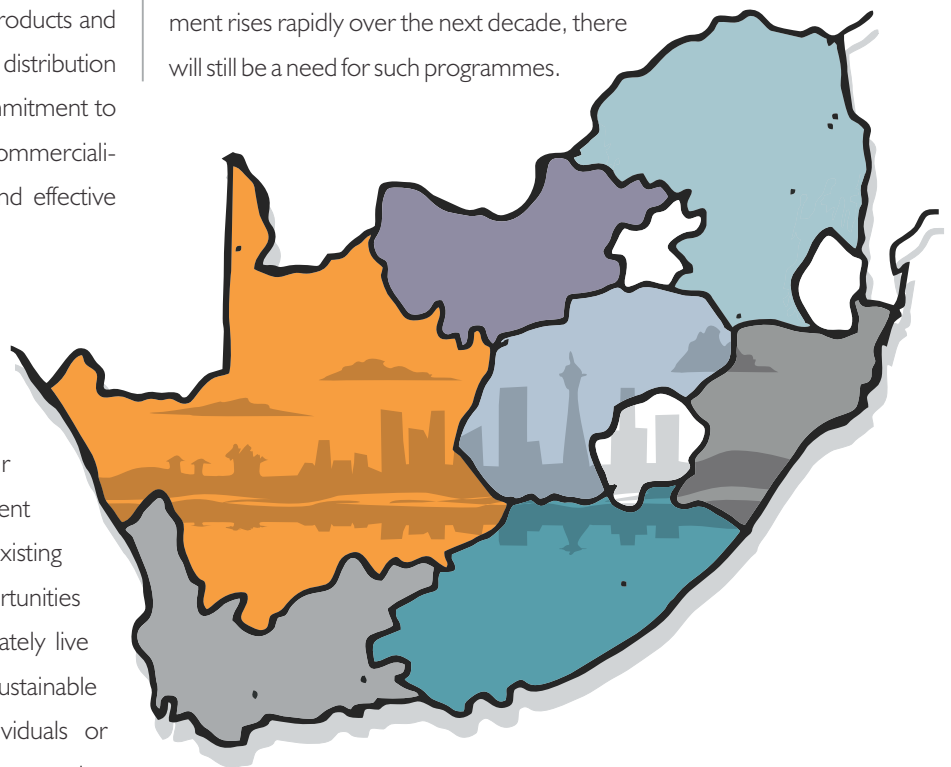 roducts and
distribution
mitment to
ommerciali-
nd effective
r
ent
xisting
rtunities
ately live
ustainable
viduals or
ment rises rapidly over the next decade, there
will still be a need for such programmes.